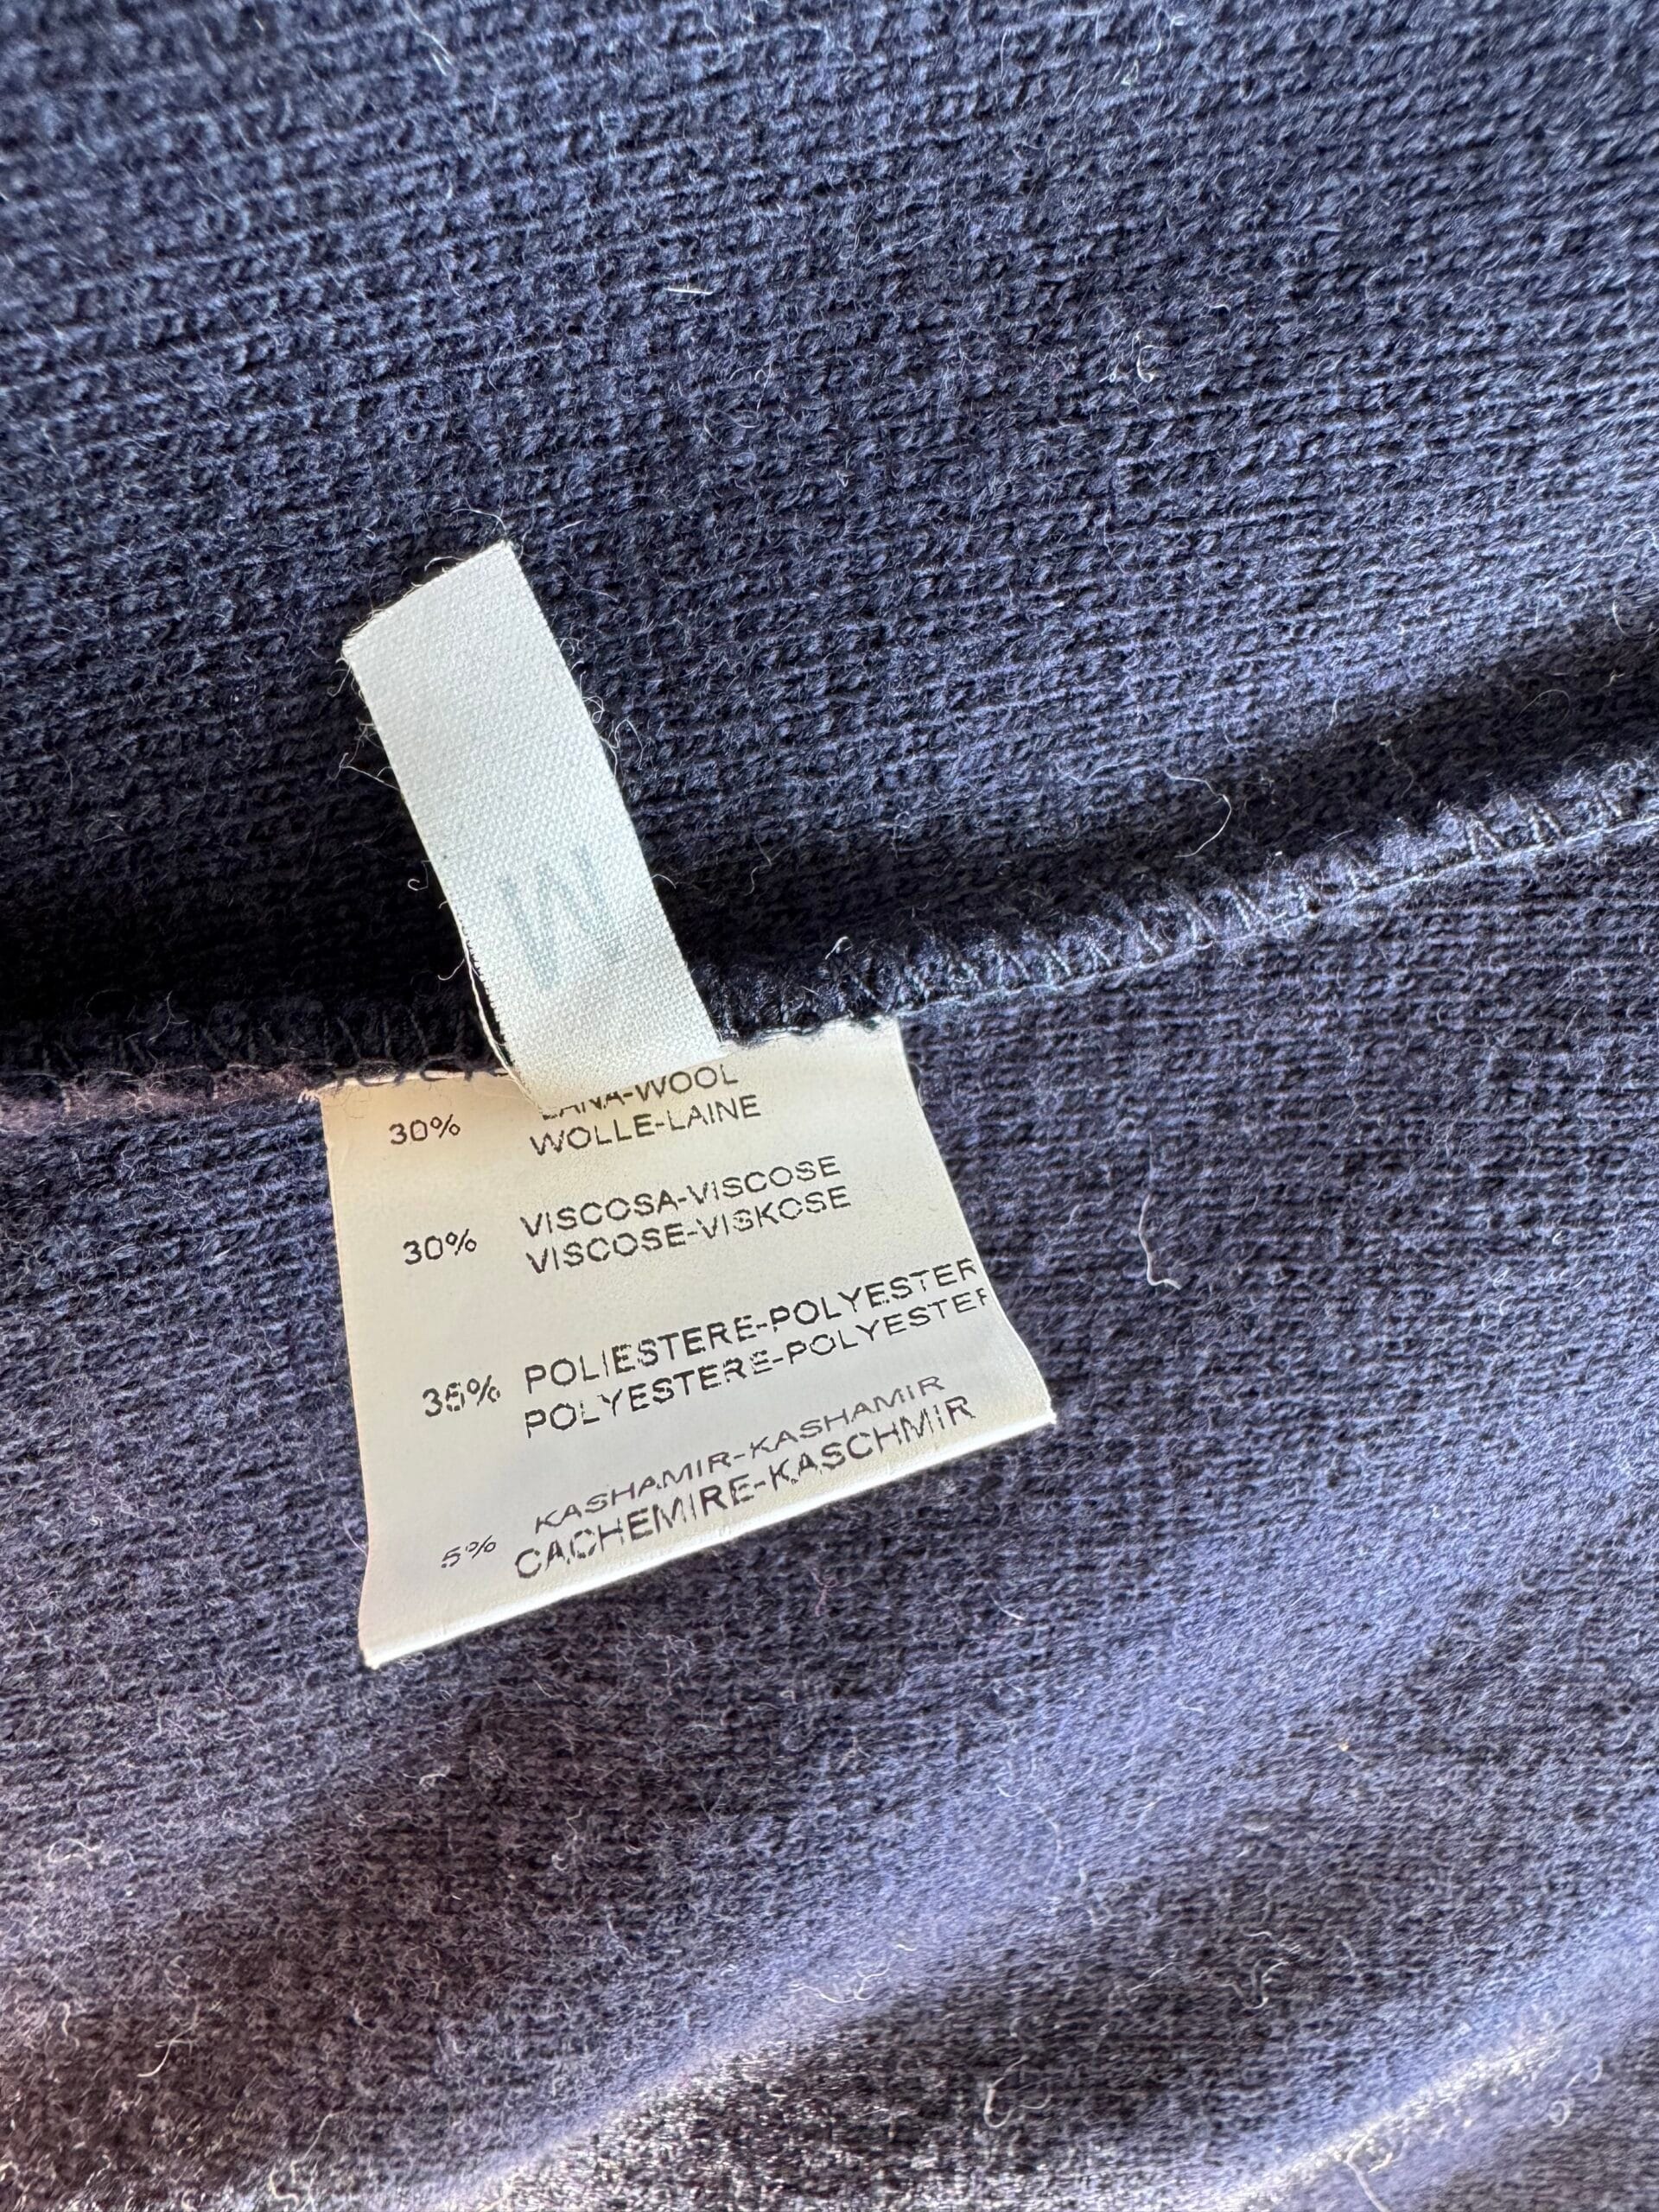 M
30%
LANA-WOOL
WOLLE-LAINE
30%
VISCOSA-VISCOSE
VISCOSE-VISKOSE
35%
POLIESTERE-POLYESTER
POLYESTERE-POLYESTER
5%
KASHAMIR-KASHAMIR
CACHEMIRE-KASCHMIR